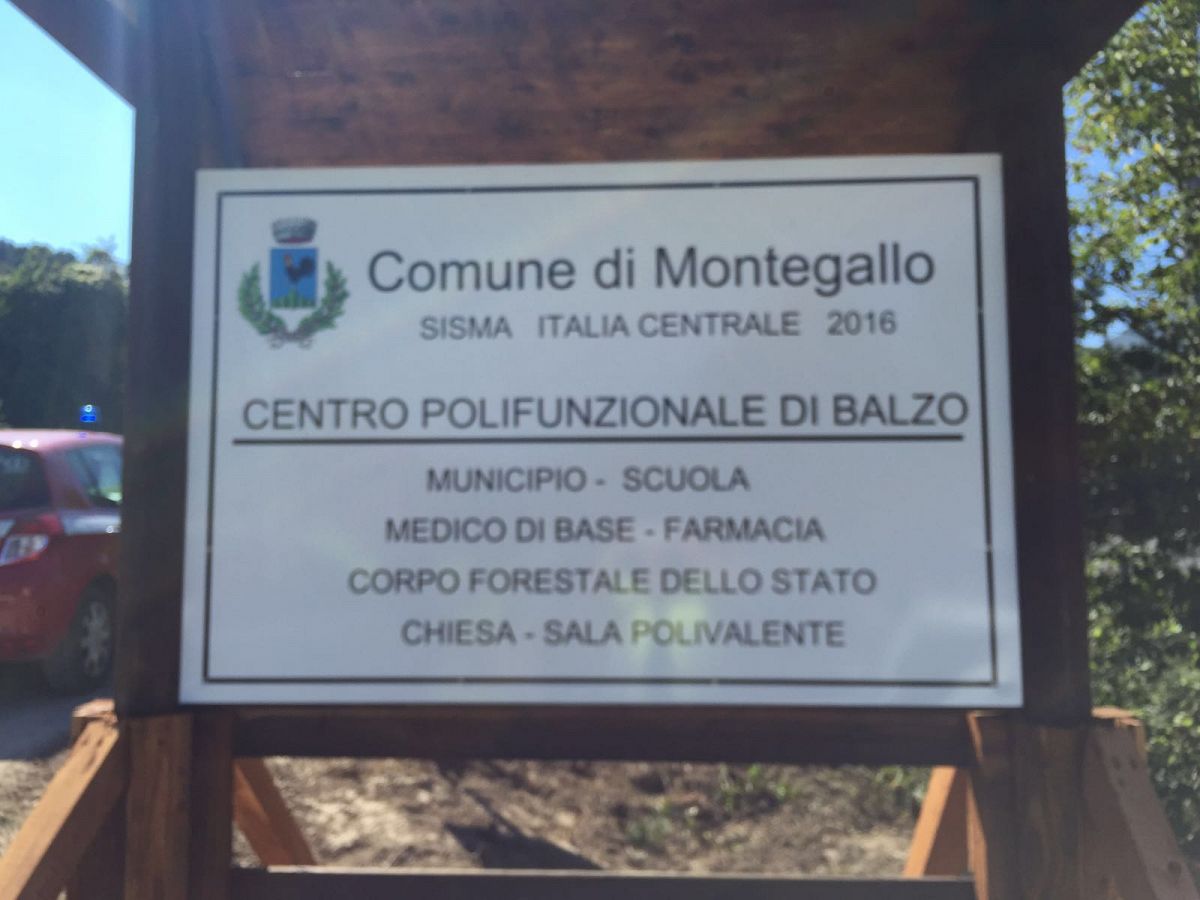 Comune di Montegallo
SISMA ITALIA CENTRALE 2016
CENTRO POLIFUNZIONALE DI BALZO
MUNICIPIO - SCUOLA
MEDICO DI BASE - FARMACIA
CORPO FORESTALE DELLO STATO
CHIESA - SALA POLIVALENTE